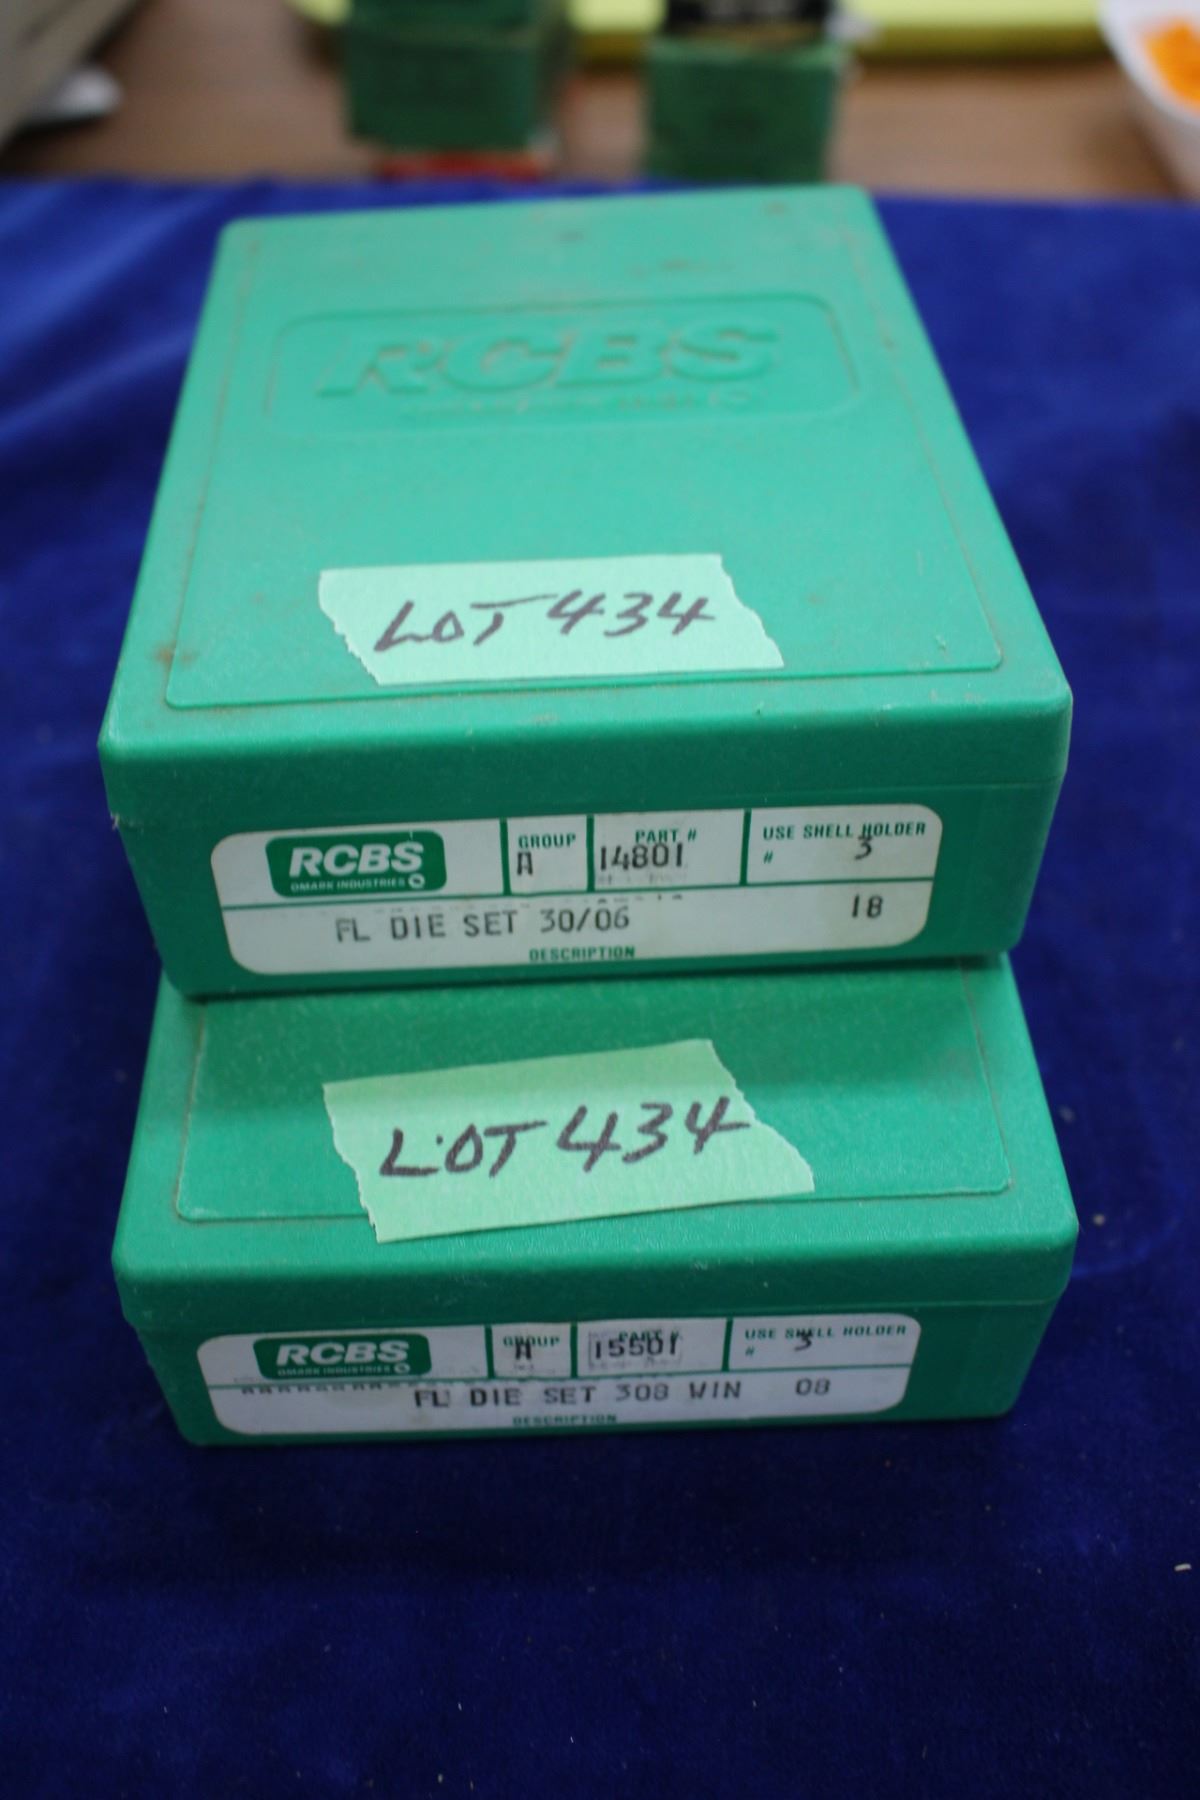 RCBS
LOT 434
RCBS GROUP PART # USE SHELL HOLDER
OMARK INDUSTRIES A 14801 # 3
FL DIE SET 30/06 18
DESCRIPTION
LOT 434
RCBS GROUP PART # USE SHELL HOLDER
OMARK INDUSTRIES A 15501 # 3
FL DIE SET 308 WIN 08
DESCRIPTION